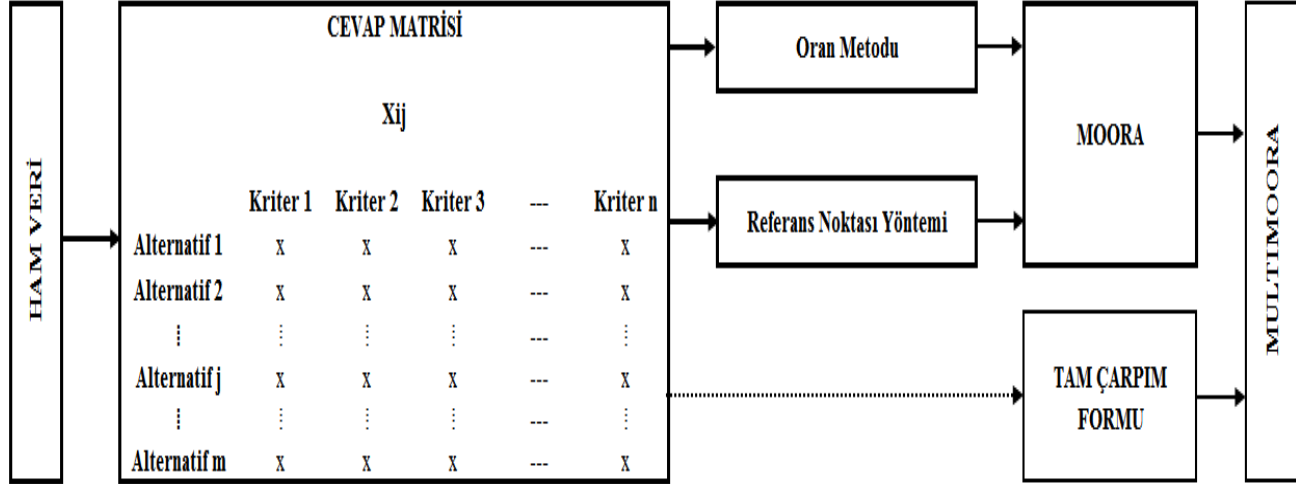 HAM VERİ
CEVAP MATRİSİ
Xij
Kriter 1 Kriter 2 Kriter 3 --- Kriter n
Alternatif 1 x x x --- x
Alternatif 2 x x x --- x
⋮ ⋮ ⋮ ⋮ --- ⋮
Alternatif j x x x --- x
⋮ ⋮ ⋮ ⋮ --- ⋮
Alternatif m x x x --- x
Oran Metodu
Referans Noktası Yöntemi
MOORA
TAM ÇARPIM
FORMU
MULTIMOORA